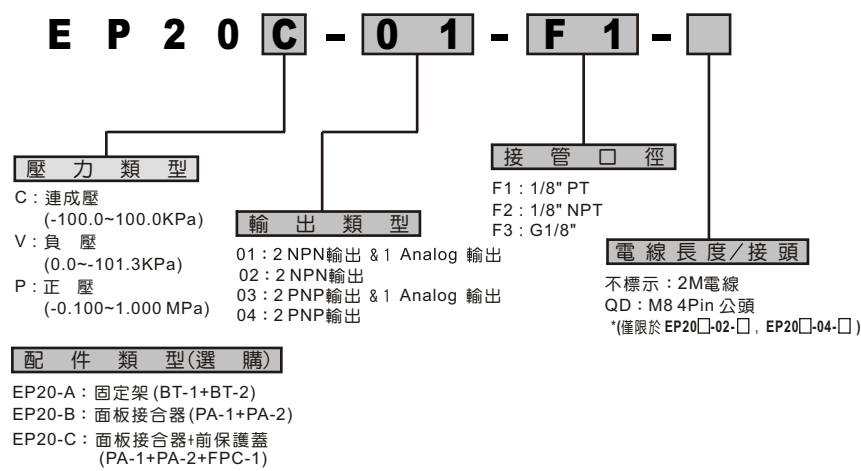 EP20C-01-F1-□
壓力類型
C：連成壓
(-100.0~100.0KPa)
V：負 壓
(0.0~-101.3KPa)
P：正 壓
(-0.100~1.000 MPa)
輸出類型
01：2 NPN輸出 & 1 Analog 輸出
02：2 NPN輸出
03：2 PNP輸出 & 1 Analog 輸出
04：2 PNP輸出
接管口徑
F1：1/8" PT
F2：1/8" NPT
F3：G1/8"
電線長度/接頭
不標示：2M電線
QD：M8 4Pin 公頭
*(僅限於 EP20□-02-□ , EP20□-04-□ )
配件類型(選購)
EP20-A：固定架 (BT-1+BT-2)
EP20-B：面板接合器 (PA-1+PA-2)
EP20-C：面板接合器+前保護蓋
(PA-1+PA-2+FPC-1)